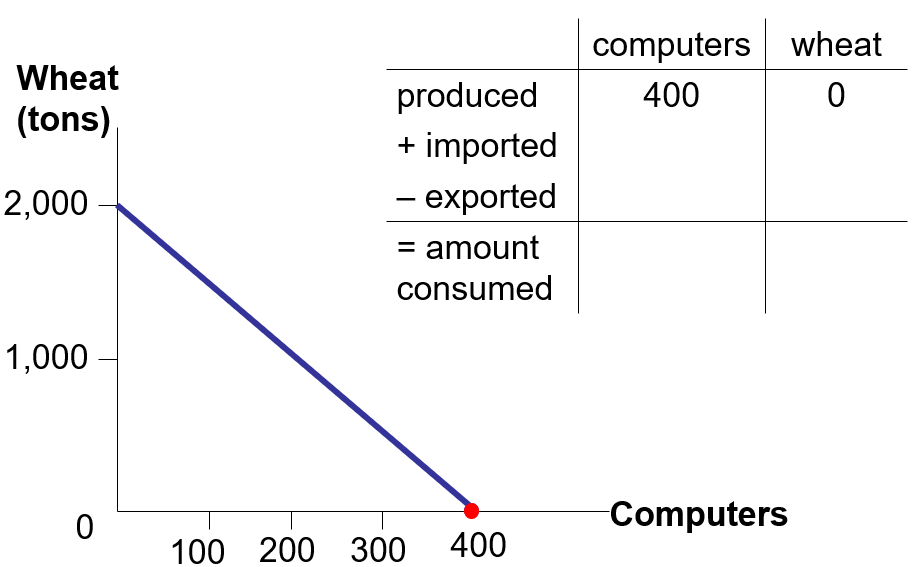 Wheat
(tons)
computers wheat
produced 400 0
+ imported
– exported
= amount
consumed
2,000
1,000
0
100 200 300 400
Computers